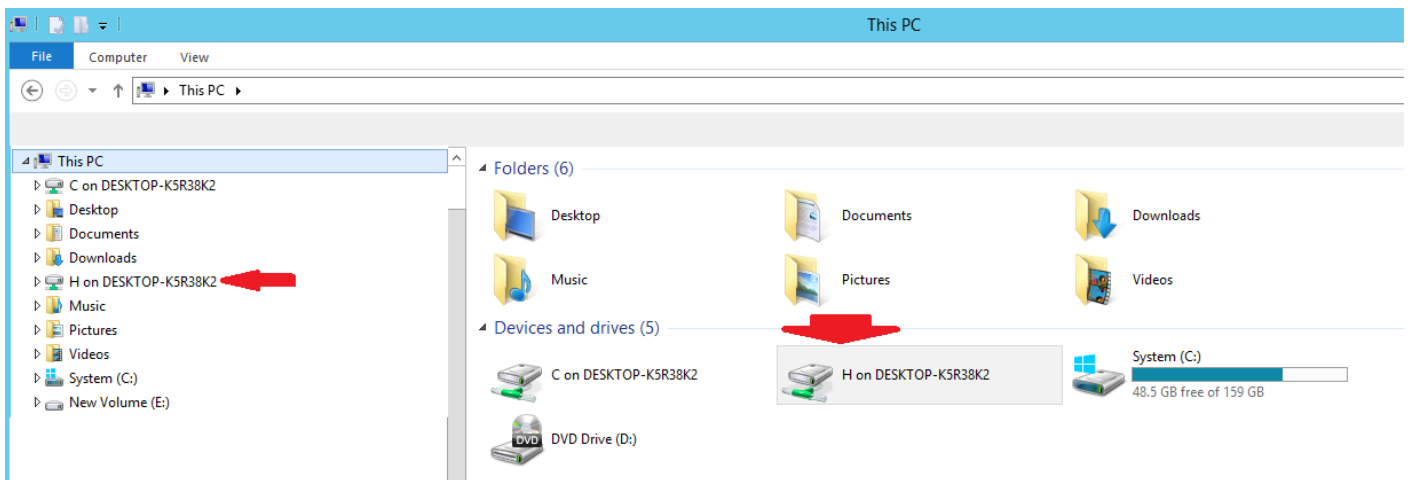 This PC
File Computer View
This PC
This PC
C on DESKTOP-K5R38K2
Desktop
Documents
Downloads
H on DESKTOP-K5R38K2
Music
Pictures
Videos
System (C:)
New Volume (E:)
Folders (6)
Desktop Documents Downloads
Music Pictures Videos
Devices and drives (5)
C on DESKTOP-K5R38K2 H on DESKTOP-K5R38K2 System (C:)
48.5 GB free of 159 GB
DVD DVD Drive (D:)